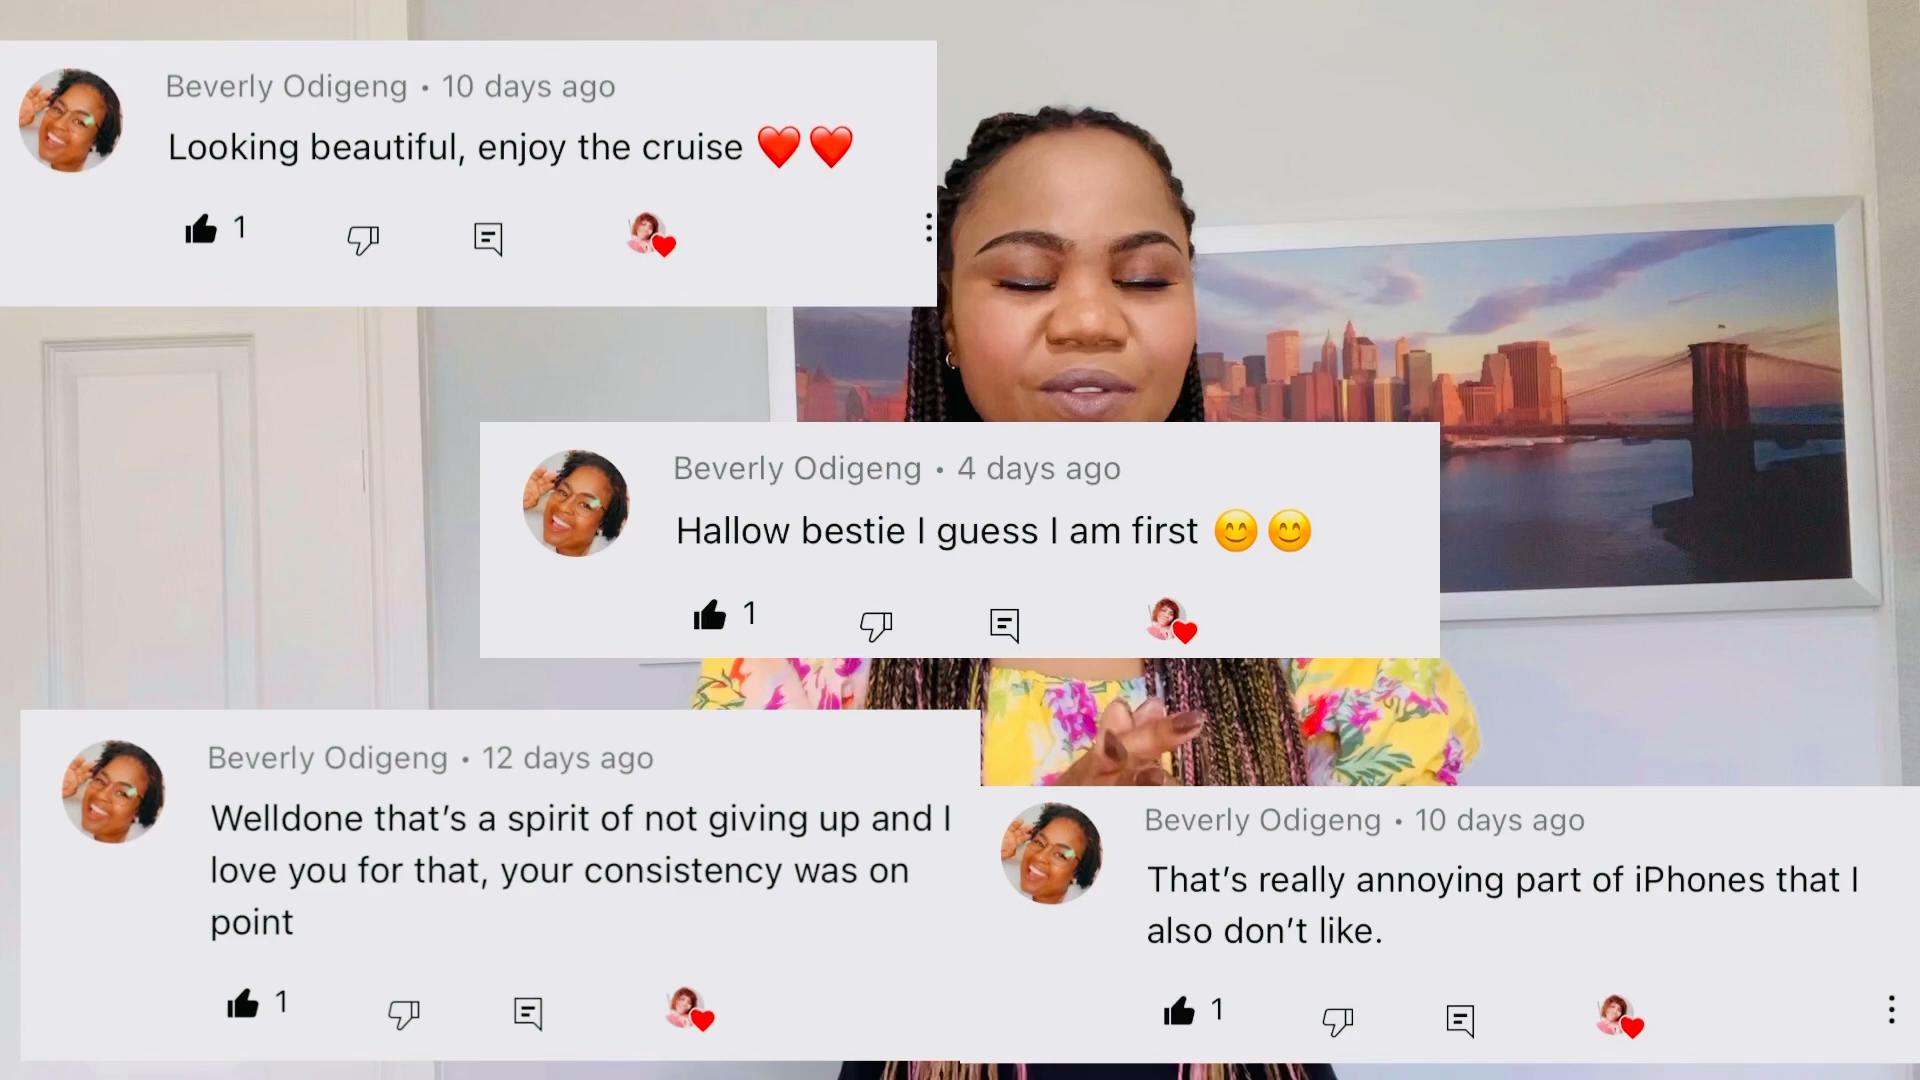 Beverly Odigeng • 10 days ago
Looking beautiful, enjoy the cruise ❤️❤️
1
Beverly Odigeng • 4 days ago
Hallow bestie I guess I am first 😊😊
1
Beverly Odigeng • 12 days ago
Welldone that’s a spirit of not giving up and I
love you for that, your consistency was on
point
1
Beverly Odigeng • 10 days ago
That’s really annoying part of iPhones that I
also don’t like.
1